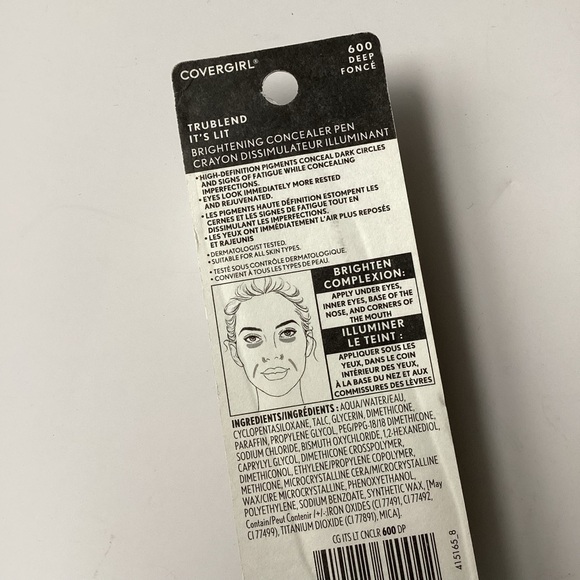 COVERGIRL®
600
DEEP
FONCÉ
TRUBLEND
IT'S LIT
BRIGHTENING CONCEALER PEN
CRAYON DISSIMULATEUR ILLUMINANT
• HIGH-DEFINITION PIGMENTS CONCEAL DARK CIRCLES
AND SIGNS OF FATIGUE WHILE CONCEALING
IMPERFECTIONS.
• EYES LOOK IMMEDIATELY MORE RESTED
AND REJUVENATED.
• LES PIGMENTS HAUTE DÉFINITION ESTOMPENT LES
CERNES ET LES SIGNES DE FATIGUE TOUT EN
DISSIMULANT LES IMPERFECTIONS.
• LES YEUX ONT IMMÉDIATEMENT L'AIR PLUS REPOSÉS
ET RAJEUNIS
• DERMATOLOGIST TESTED.
• SUITABLE FOR ALL SKIN TYPES.
• TESTÉ SOUS CONTRÔLE DERMATOLOGIQUE.
• CONVIENT À TOUS LES TYPES DE PEAU.
BRIGHTEN
COMPLEXION:
APPLY UNDER EYES,
INNER EYES, BASE OF THE
NOSE, AND CORNERS OF
THE MOUTH
ILLUMINER
LE TEINT :
APPLIQUER SOUS LES
YEUX, DANS LE COIN
INTÉRIEUR DES YEUX,
À LA BASE DU NEZ ET AUX
COMMISSURES DES LÈVRES
INGREDIENTS/INGRÉDIENTS : AQUA/WATER/EAU,
CYCLOPENTASILOXANE, TALC, GLYCERIN, DIMETHICONE,
PARAFFIN, PROPYLENE GLYCOL, PEG/PPG-18/18 DIMETHICONE,
SODIUM CHLORIDE, BISMUTH OXYCHLORIDE, 1,2-HEXANEDIOL,
CAPRYLYL GLYCOL, DIMETHICONE CROSSPOLYMER,
DIMETHICONOL, ETHYLENE/PROPYLENE COPOLYMER,
METHICONE, MICROCRYSTALLINE CERA/MICROCRYSTALLINE
WAX/CIRE MICROCRYSTALLINE, PHENOXYETHANOL,
POLYETHYLENE, SODIUM BENZOATE, SYNTHETIC WAX, [May
Contain/Peut Contenir /+/-:IRON OXIDES (CI 77491, CI 77492,
CI 77499), TITANIUM DIOXIDE (CI 77891), MICA].
CG ITS LT CNCLR 600 DP
415165_8